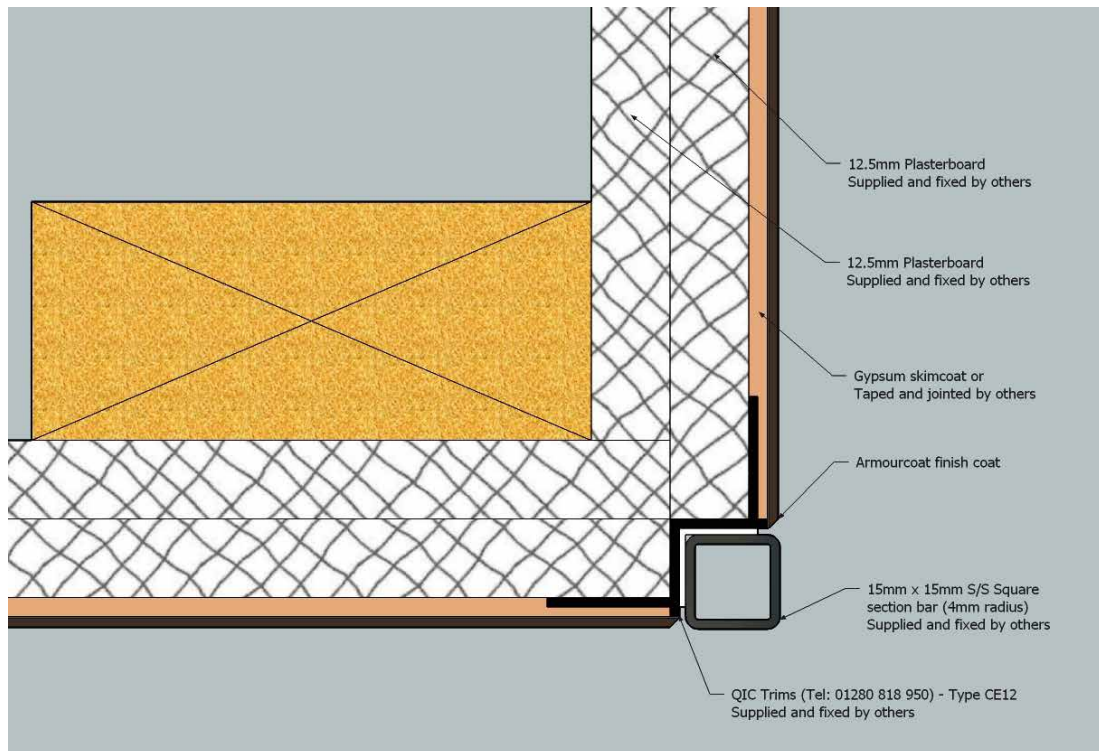 12.5mm Plasterboard
Supplied and fixed by others
12.5mm Plasterboard
Supplied and fixed by others
Gypsum skimcoat or
Taped and jointed by others
Armourcoat finish coat
15mm x 15mm S/S Square
section bar (4mm radius)
Supplied and fixed by others
QIC Trims (Tel: 01280 818 950) - Type CE12
Supplied and fixed by others